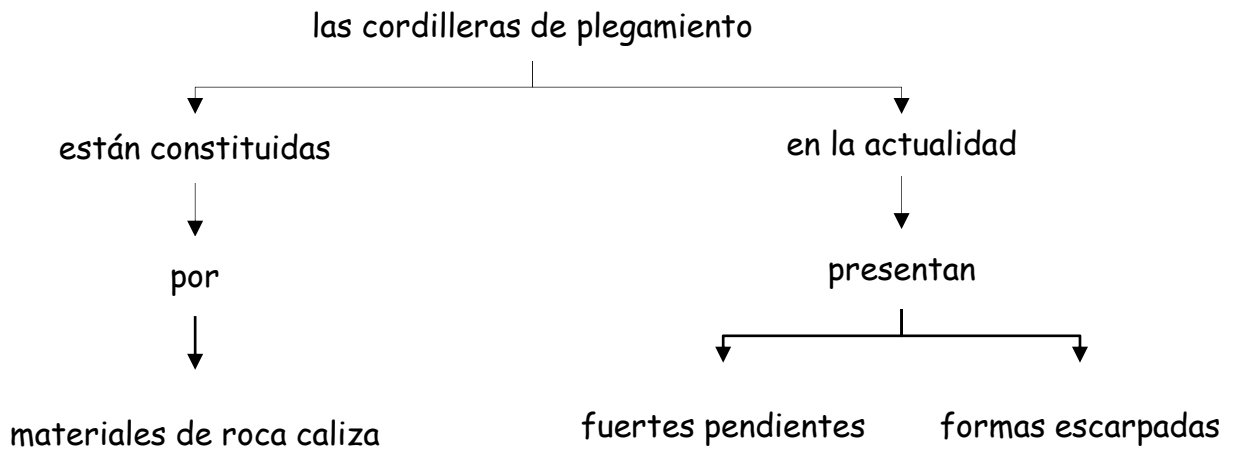 las cordilleras de plegamiento
están constituidas
en la actualidad
por
presentan
materiales de roca caliza
fuertes pendientes
formas escarpadas